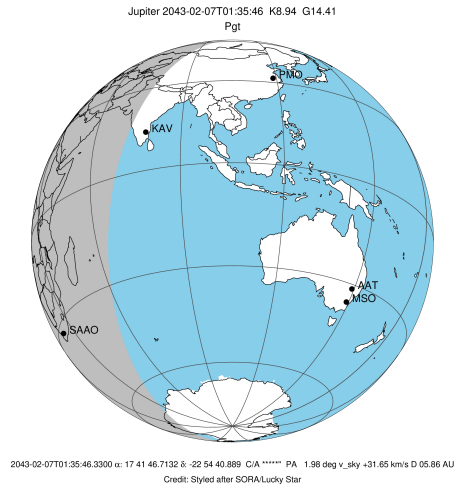 Jupiter 2043-02-07T01:35:46 K8.94 G14.41
Pgt
PMO
KAV
AAT
MSO
SAAO
2043-02-07T01:35:46.3300 α: 17 41 46.7132 δ: -22 54 40.889 C/A *****" PA 1.98 deg v_sky +31.65 km/s D 05.86 AU
Credit: Styled after SORA/Lucky Star